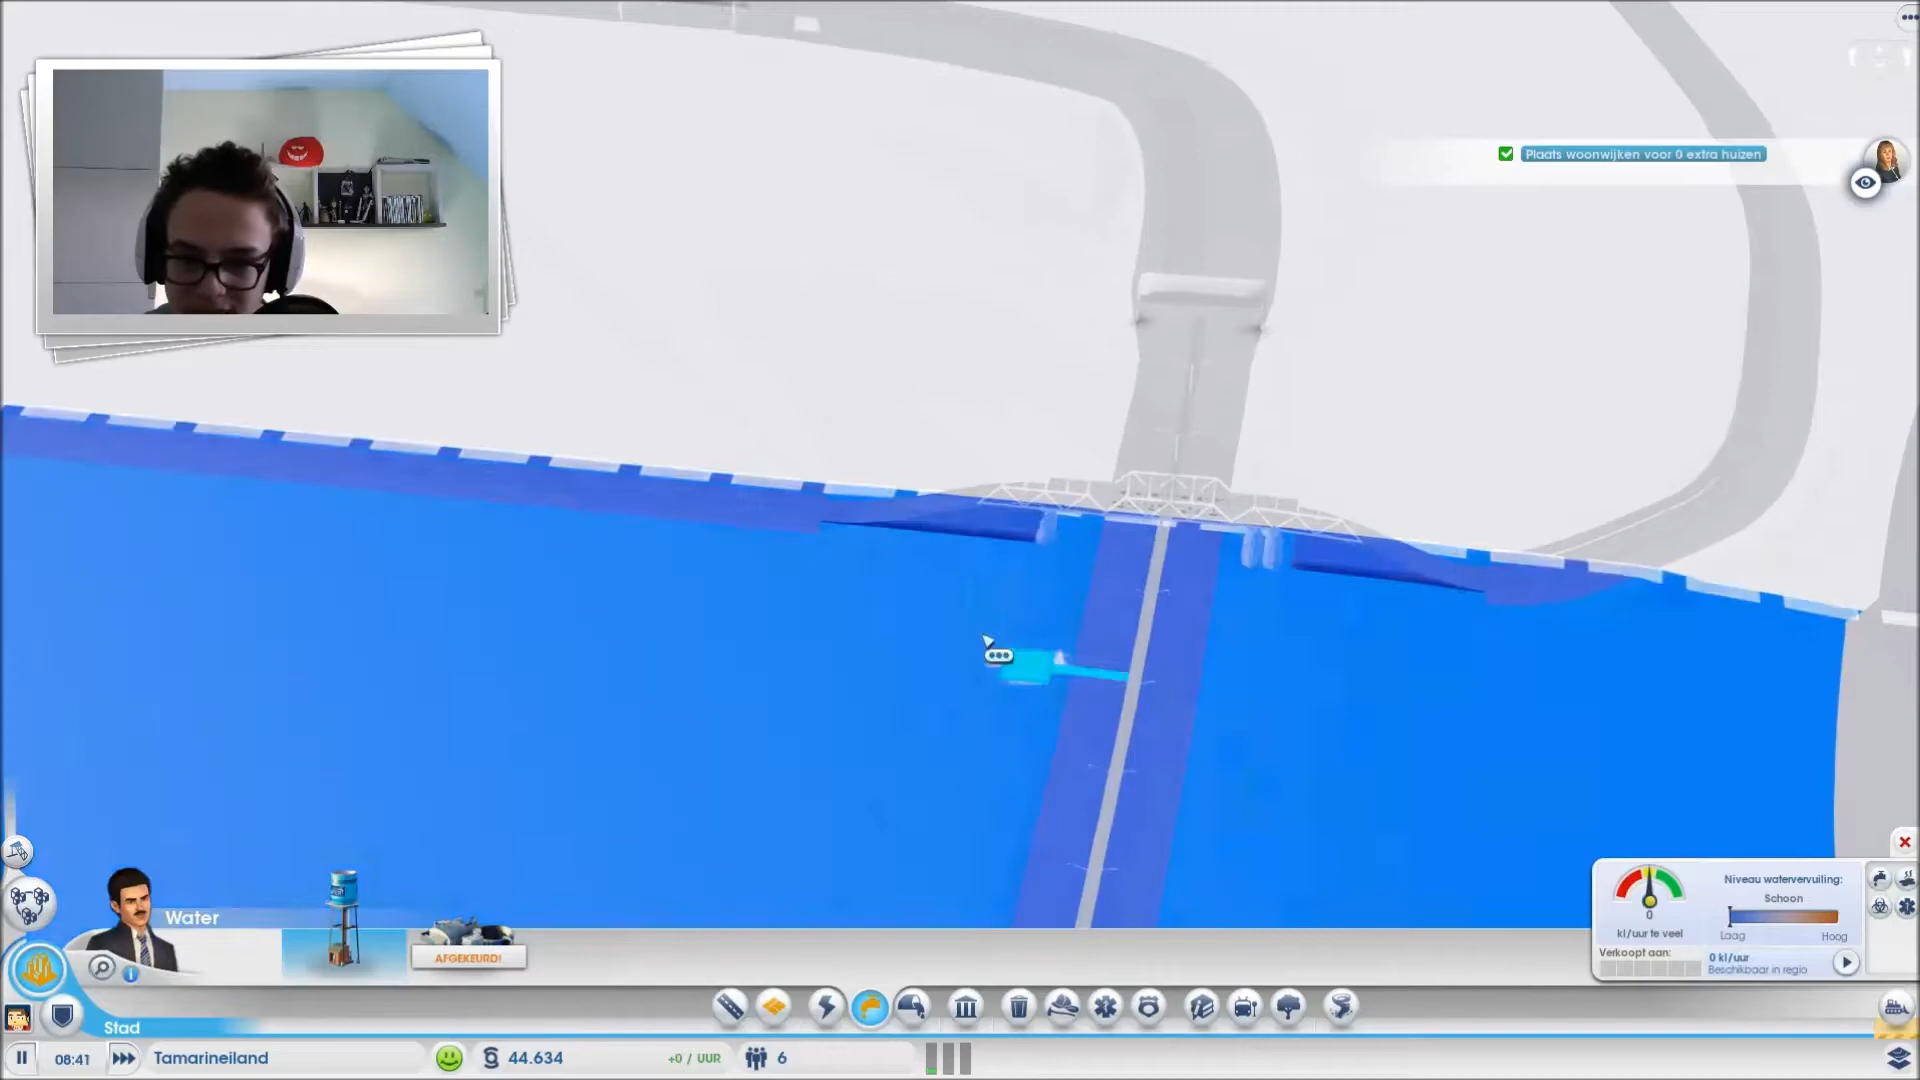 Plaats woonwijken voor 0 extra huizen
Water
AFGEKEURD!
Niveau watervervuiling:
Schoon
Laag
Hoog
0
kl/uur te veel
Verkocht aan:
0 kl/uur
Beschikbaar in regio
Stad
08:41
Tamarineiland
44.634
+0 / UUR
6